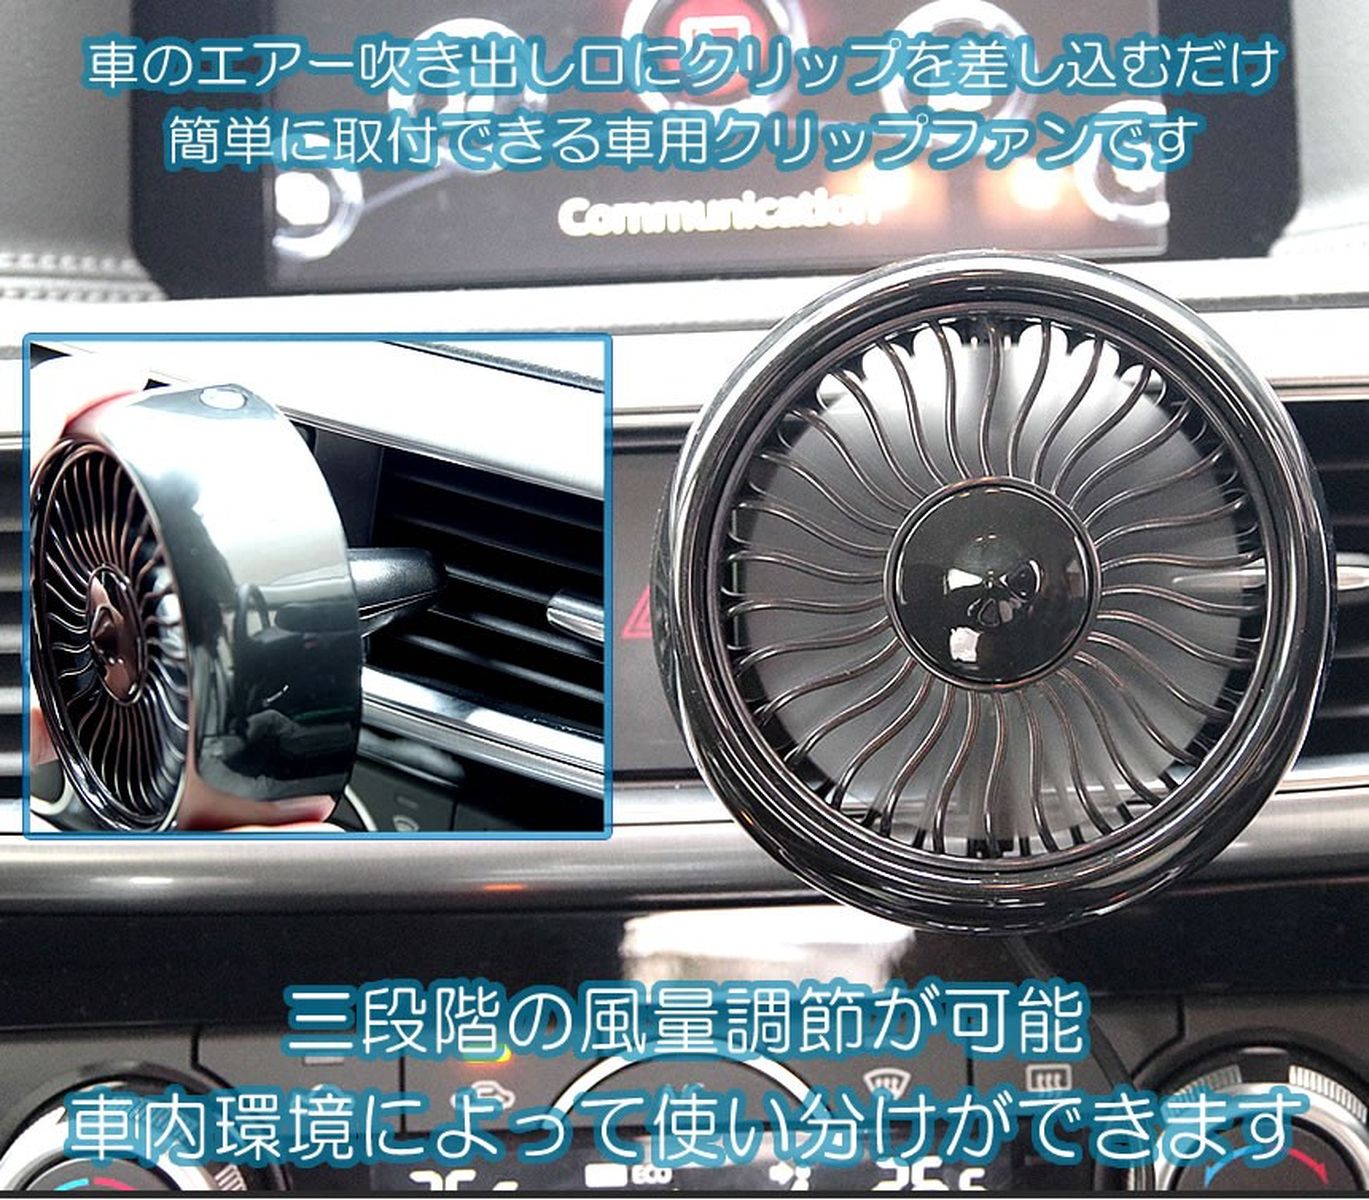 車のエアー吹き出し口にクリップを差し込むだけ
簡単に取付できる車用クリップファンです
Communication
三段階の風量調節が可能
車内環境によって使い分けができます
ECO